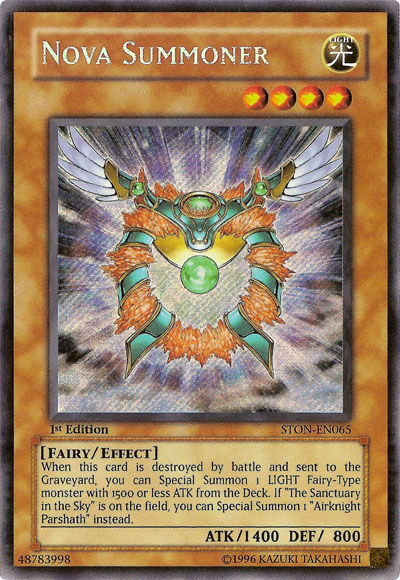 NOVA SUMMONER
LIGHT
光
1st Edition
STON-EN065
[FAIRY/EFFECT]
When this card is destroyed by battle and sent to the
Graveyard, you can Special Summon 1 LIGHT Fairy-Type
monster with 1500 or less ATK from the Deck. If "The Sanctuary
in the Sky" is on the field, you can Special Summon 1 "Airknight
Parshath" instead.
ATK/1400 DEF/ 800
48783998
©1996 KAZUKI TAKAHASHI